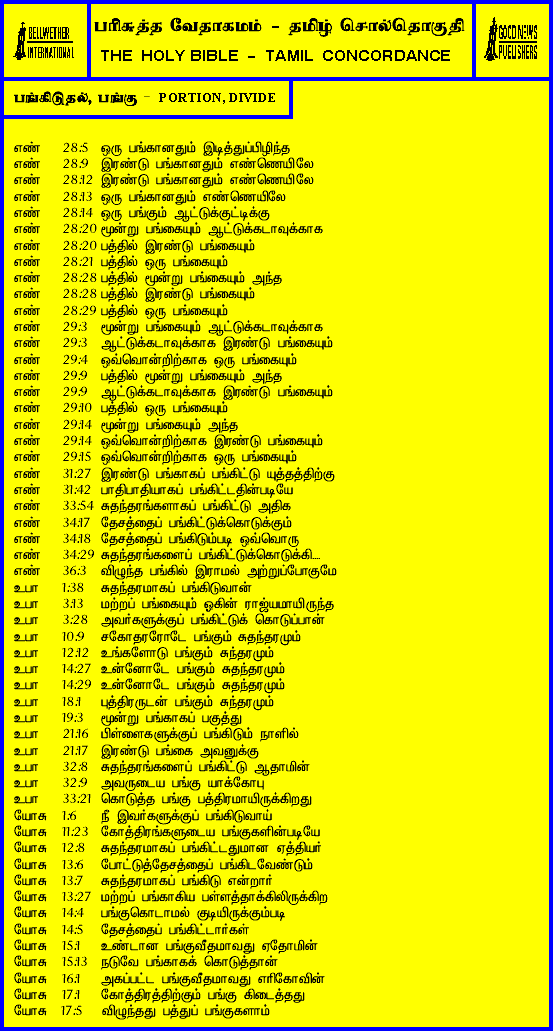 BELLWETHER
INTERNATIONAL
பரிசுத்த வேதாகமம் - தமிழ் சொல்தொகுதி
THE HOLY BIBLE - TAMIL CONCORDANCE
GOOD NEWS
PUBLISHERS
பங்கிடுதல், பங்கு - PORTION, DIVIDE
எண் 28:5 ஒரு பங்கானதும் இடித்துப்பிழிந்த
எண் 28:9 இரண்டு பங்கானதும் எண்ணெயிலே
எண் 28:12 இரண்டு பங்கானதும் எண்ணெயிலே
எண் 28:13 ஒரு பங்கானதும் எண்ணெயிலே
எண் 28:14 ஒரு பங்கும் ஆட்டுக்குட்டிக்கு
எண் 28:20 மூன்று பங்கையும் ஆட்டுக்கடாவுக்காக
எண் 28:20 பத்தில் இரண்டு பங்கையும்
எண் 28:21 பத்தில் ஒரு பங்கையும்
எண் 28:28 பத்தில் மூன்று பங்கையும் அந்த
எண் 28:28 பத்தில் இரண்டு பங்கையும்
எண் 28:29 பத்தில் ஒரு பங்கையும்
எண் 29:3 மூன்று பங்கையும் ஆட்டுக்கடாவுக்காக
எண் 29:3 ஆட்டுக்கடாவுக்காக இரண்டு பங்கையும்
எண் 29:4 ஒவ்வொன்றிற்காக ஒரு பங்கையும்
எண் 29:9 பத்தில் மூன்று பங்கையும் அந்த
எண் 29:9 ஆட்டுக்கடாவுக்காக இரண்டு பங்கையும்
எண் 29:10 பத்தில் ஒரு பங்கையும்
எண் 29:14 மூன்று பங்கையும் அந்த
எண் 29:14 ஒவ்வொன்றிற்காக இரண்டு பங்கையும்
எண் 29:15 ஒவ்வொன்றிற்காக ஒரு பங்கையும்
எண் 31:27 இரண்டு பங்காகப் பங்கிட்டு யுத்தத்திற்கு
எண் 31:42 பாதிபாதியாகப் பங்கிட்டதின்படியே
எண் 33:54 சுதந்தரங்களாகப் பங்கிட்டு அதிக
எண் 34:17 தேசத்தைப் பங்கிட்டுக்கொடுக்கும்
எண் 34:18 தேசத்தைப் பங்கிடும்படி ஒவ்வொரு
எண் 34:29 சுதந்தரங்களைப் பங்கிட்டுக்கொடுக்கி....
எண் 36:3 விழுந்த பங்கில் இராமல் அற்றுப்போகுமே
உபா 1:38 சுதந்தரமாகப் பங்கிடுவான்
உபா 3:13 மற்றப் பங்கையும் ஓகின் ராஜ்யமாயிருந்த
உபா 3:28 அவர்களுக்குப் பங்கிட்டுக் கொடுப்பான்
உபா 10:9 சகோதரரோடே பங்கும் சுதந்தரமும்
உபா 12:12 உங்களோடு பங்கும் சுந்தரமும்
உபா 14:27 உன்னோடே பங்கும் சுதந்தரமும்
உபா 14:29 உன்னோடே பங்கும் சுதந்தரமும்
உபா 18:1 புத்திரருடன் பங்கும் சுந்தரமும்
உபா 19:3 மூன்று பங்காகப் பகுத்து
உபா 21:16 பிள்ளைகளுக்குப் பங்கிடும் நாளில்
உபா 21:17 இரண்டு பங்கை அவனுக்கு
உபா 32:8 சுதந்தரங்களைப் பங்கிட்டு ஆதாமின்
உபா 32:9 அவருடைய பங்கு யாக்கோபு
உபா 33:21 கொடுத்த பங்கு பத்திரமாயிருக்கிறது
யோசு 1:6 நீ இவர்களுக்குப் பங்கிடுவாய்
யோசு 11:23 கோத்திரங்களுடைய பங்குகளின்படியே
யோசு 12:8 சுதந்தரமாகப் பங்கிட்டதுமான ஏத்தியர்
யோசு 13:6 போட்டுத்தேசத்தைப் பங்கிடவேண்டும்
யோசு 13:7 சுதந்தரமாகப் பங்கிடு என்றார்
யோசு 13:27 மற்றப் பங்காகிய பள்ளத்தாக்கிலிருக்கிற
யோசு 14:4 பங்குகொடாமல் குடியிருக்கும்படி
யோசு 14:5 தேசத்தைப் பங்கிட்டார்கள்
யோசு 15:1 உண்டான பங்குவீதமாவது ஏதோமின்
யோசு 15:13 நடுவே பங்காகக் கொடுத்தான்
யோசு 16:1 அகப்பட்ட பங்குவீதமாவது எரிகோவின்
யோசு 17:1 கோத்திரத்திற்கும் பங்கு கிடைத்தது
யோசு 17:5 விழுந்தது பத்துப் பங்குகளாம்